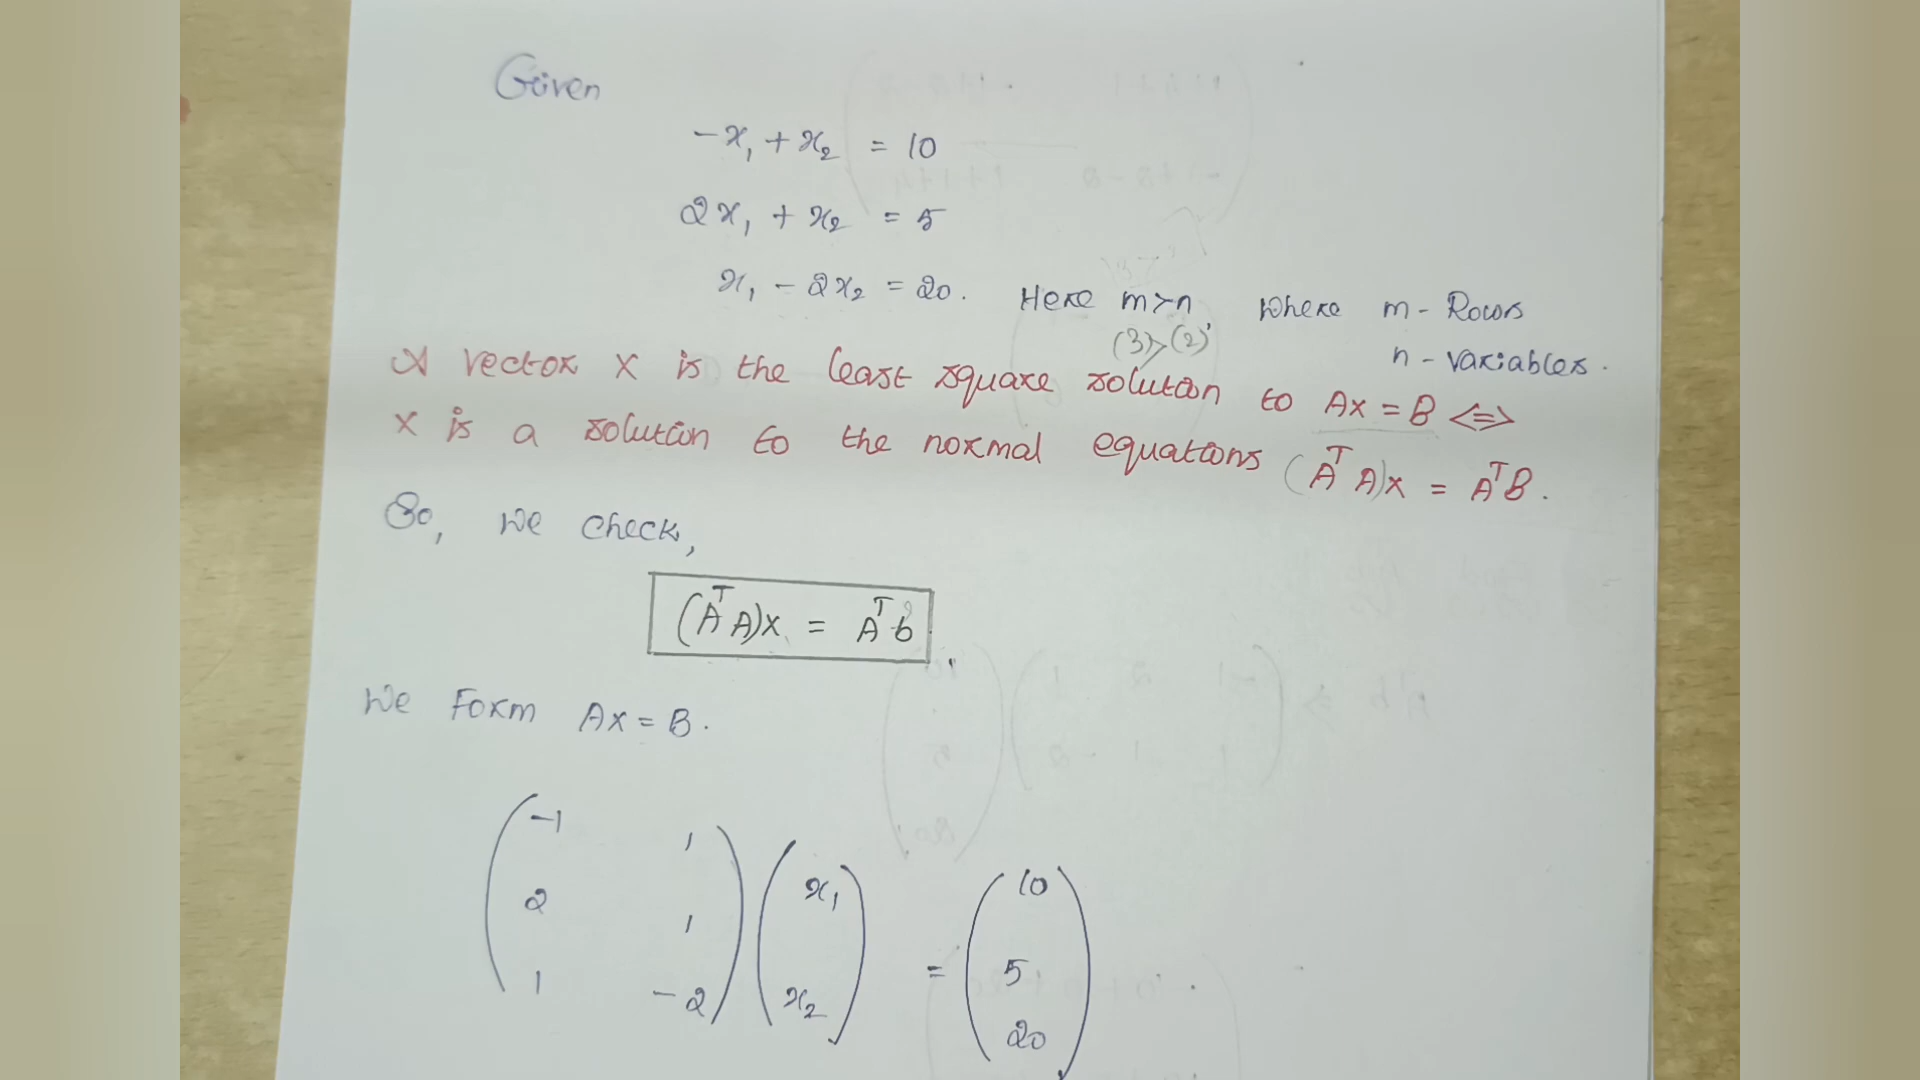 Given
-x₁ + x₂ = 10
2x₁ + x₂ = 5
x₁ - 2x₂ = 20. Here m>n where m - Rows
(3)>(2) n - variables.
A vector x is the least square solution to Ax = B <=>
x is a solution to the normal equations (AᵀA)x = AᵀB.
So, we check,
(AᵀA)x = Aᵀb.
We Form Ax = B.
-1 1 x₁ 10
2 1 = 5
1 -2 x₂ 20